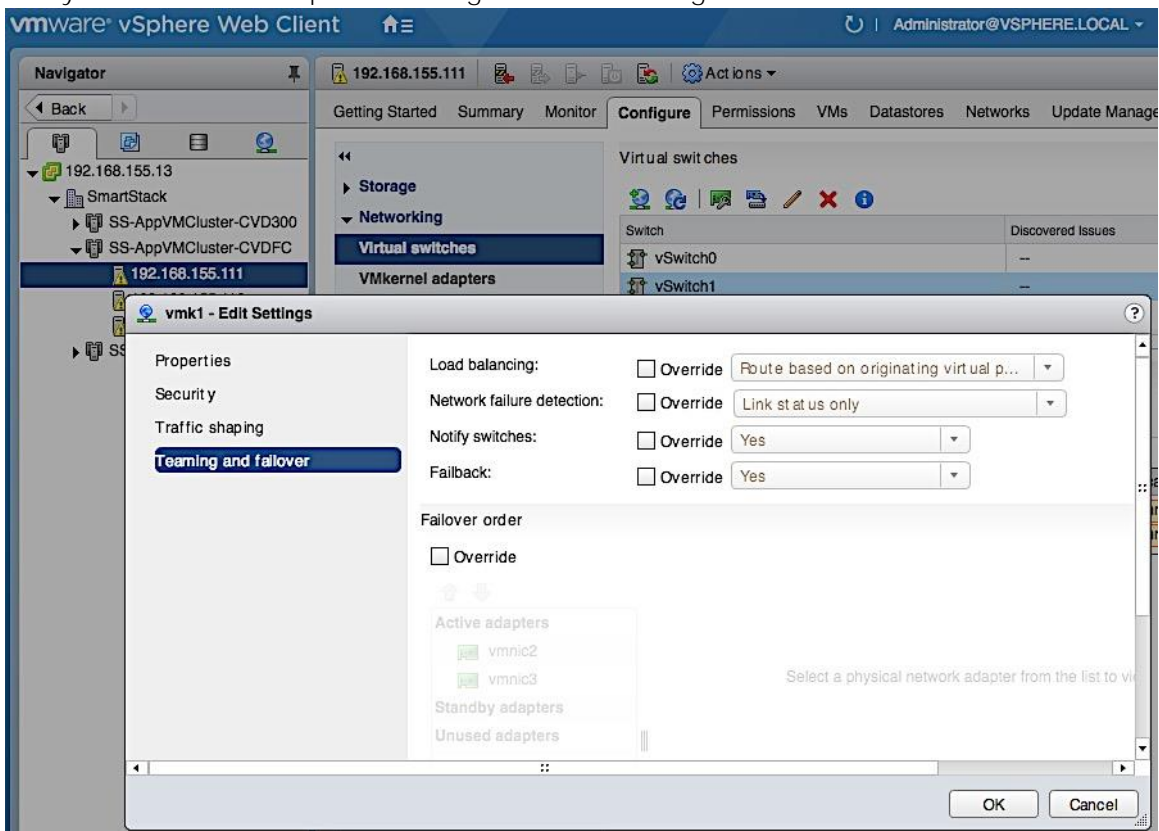 vmware® vSphere Web Client
Administrator@VSPHERE.LOCAL
Navigator
192.168.155.111
Actions
Back
Getting Started Summary Monitor Configure Permissions VMs Datastores Networks Update Manage
192.168.155.13
SmartStack
SS-AppVMCluster-CVD300
SS-AppVMCluster-CVDFC
192.168.155.111
SS
Storage
Networking
Virtual switches
VMkernel adapters
Virtual switches
Switch Discovered Issues
vSwitch0 --
vSwitch1 --
vmk1 - Edit Settings
Properties
Security
Traffic shaping
Teaming and failover
Load balancing: Override Route based on originating virtual p...
Network failure detection: Override Link status only
Notify switches: Override Yes
Failback: Override Yes
Failover order
Override
Active adapters
vmnic2
vmnic3
Standby adapters
Unused adapters
Select a physical network adapter from the list to vi
OK Cancel